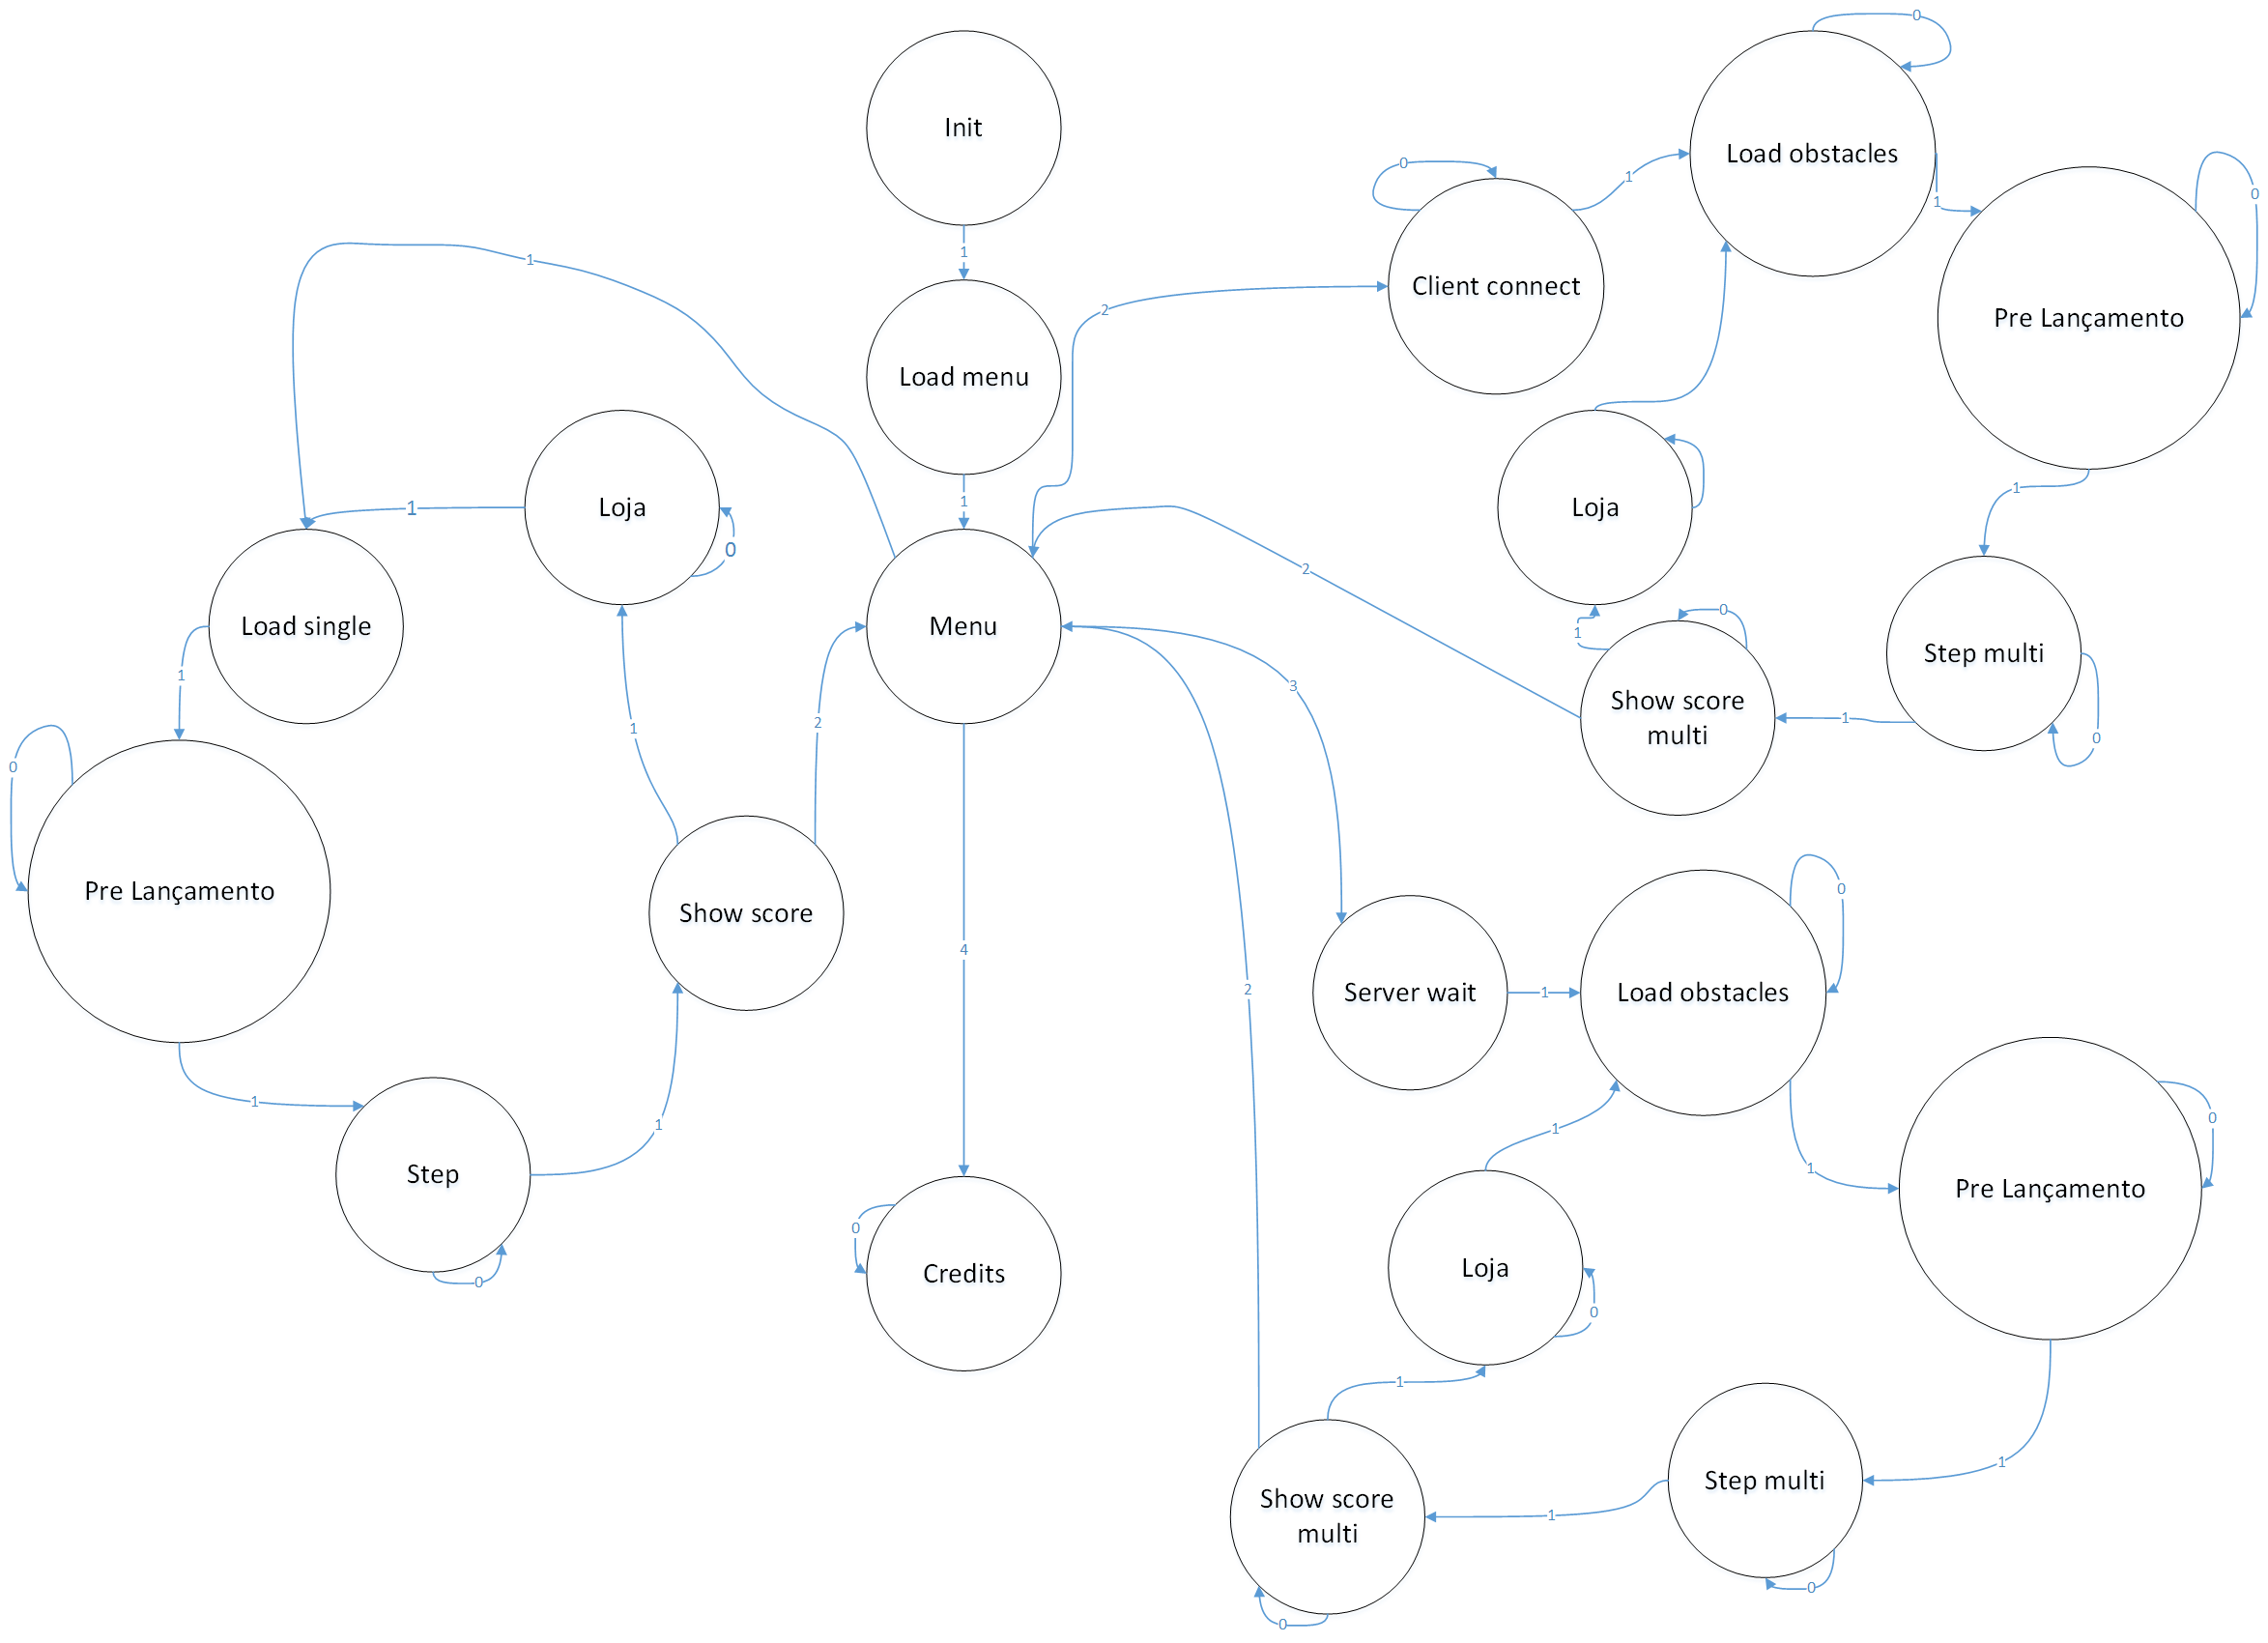 Init
1
Load menu
1
Menu
1
Load single
1
Pre Lançamento
0
1
Step
0
1
Show score
1
2
Loja
0
1
4
Credits
0
2
Client connect
0
1
Load obstacles
0
1
Pre Lançamento
0
1
Step multi
0
1
Show score
multi
0
1
2
Loja
3
Server wait
1
Load obstacles
0
1
Pre Lançamento
0
1
Step multi
0
1
Show score
multi
0
1
2
Loja
0
1